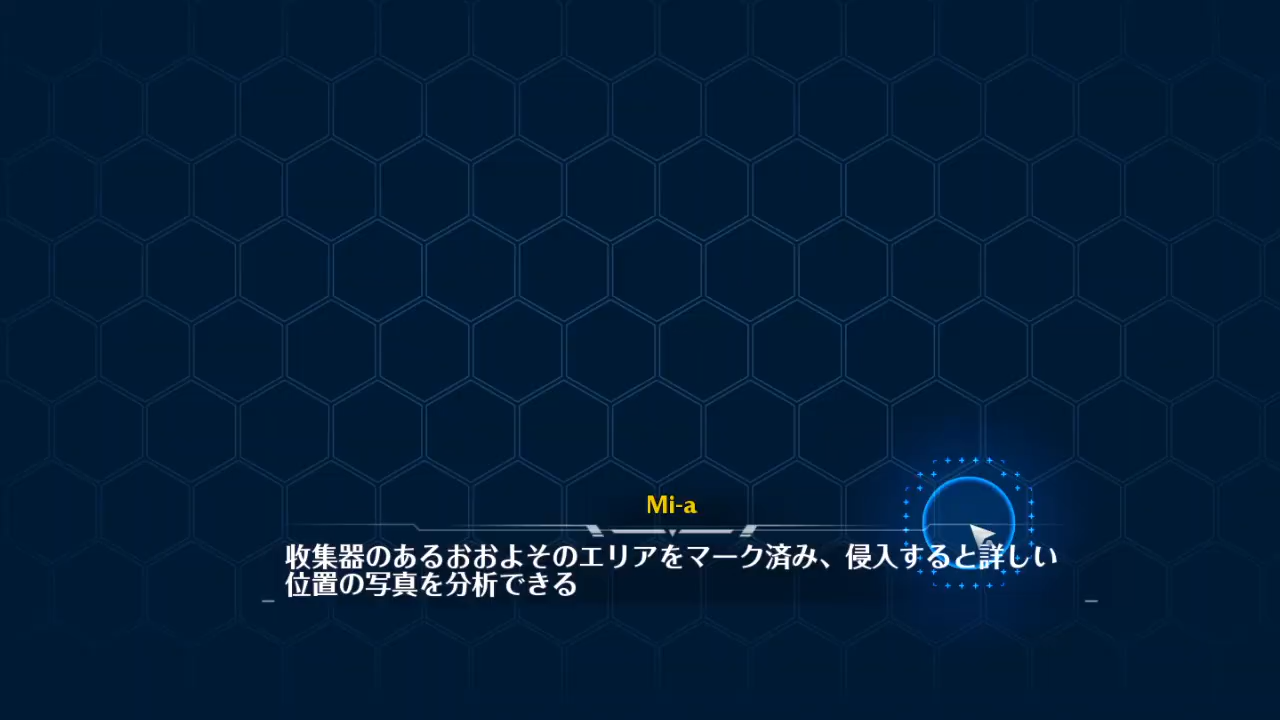 Mi-a
収集器のあるおおよそのエリアをマーク済み、侵入すると詳しい
位置の写真を分析できる